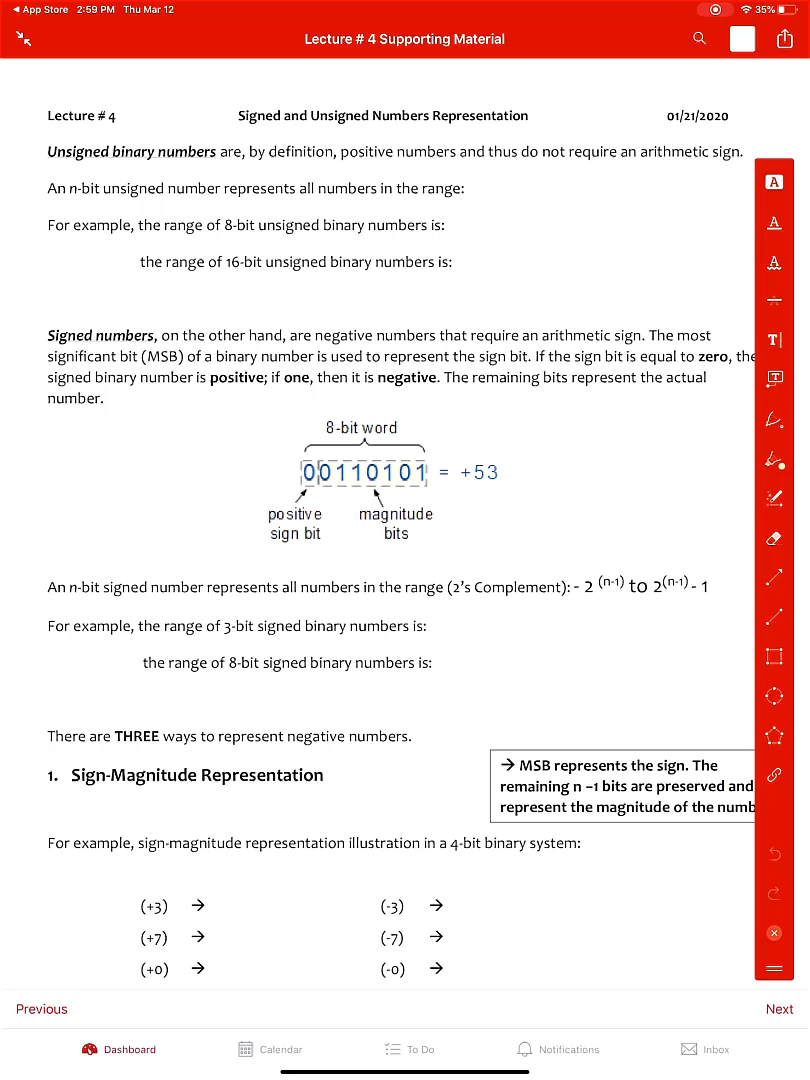 ◄ App Store 2:59 PM Thu Mar 12 35%
Lecture # 4 Supporting Material
Lecture # 4 Signed and Unsigned Numbers Representation 01/21/2020
Unsigned binary numbers are, by definition, positive numbers and thus do not require an arithmetic sign.
An n-bit unsigned number represents all numbers in the range:
For example, the range of 8-bit unsigned binary numbers is:
the range of 16-bit unsigned binary numbers is:
Signed numbers, on the other hand, are negative numbers that require an arithmetic sign. The most
significant bit (MSB) of a binary number is used to represent the sign bit. If the sign bit is equal to zero, the
signed binary number is positive; if one, then it is negative. The remaining bits represent the actual
number.
8-bit word
00110101 = +53
positive magnitude
sign bit bits
An n-bit signed number represents all numbers in the range (2's Complement): - 2 (n-1) to 2(n-1) - 1
For example, the range of 3-bit signed binary numbers is:
the range of 8-bit signed binary numbers is:
There are THREE ways to represent negative numbers.
1. Sign-Magnitude Representation
→ MSB represents the sign. The
remaining n –1 bits are preserved and
represent the magnitude of the numb
For example, sign-magnitude representation illustration in a 4-bit binary system:
(+3) → (-3) →
(+7) → (-7) →
(+0) → (-0) →
A
A
A
A
T|
T
Previous Next
Dashboard Calendar To Do Notifications Inbox